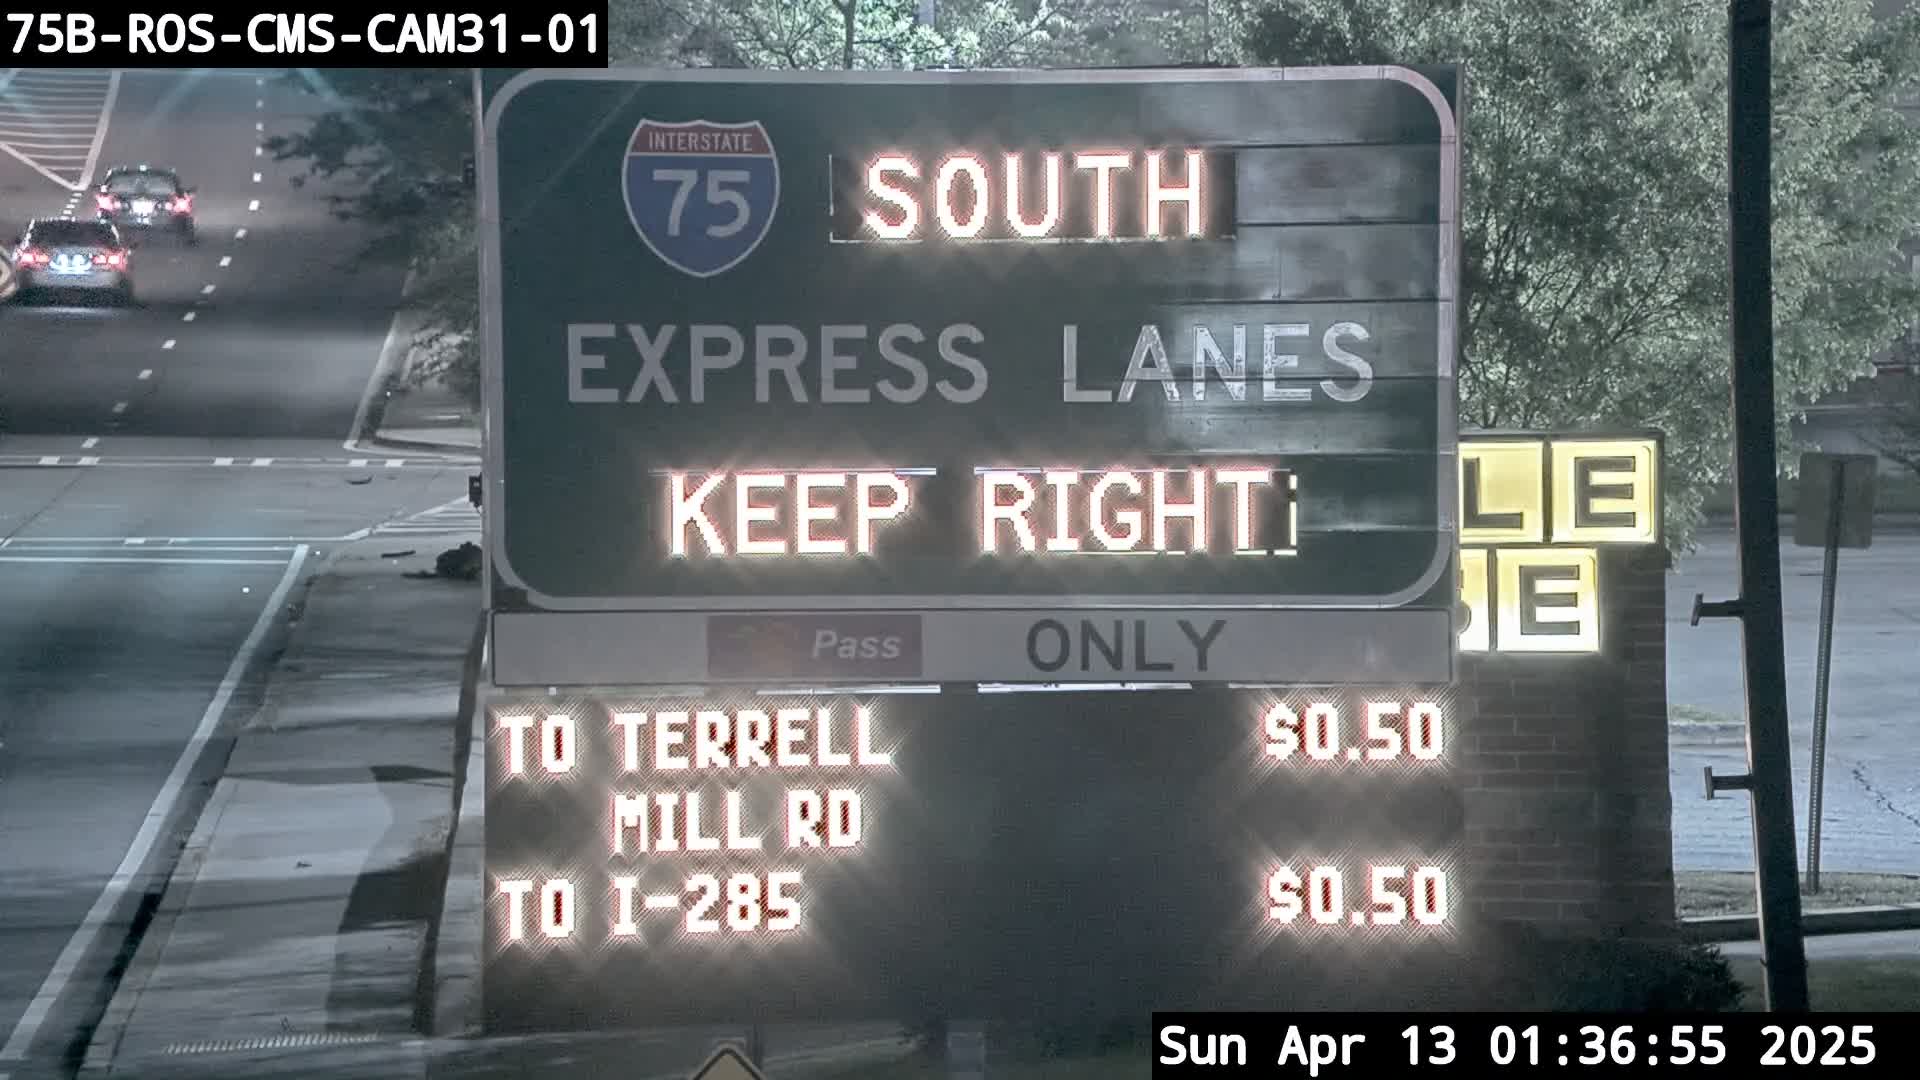 75B-ROS-CMS-CAM31-01
INTERSTATE
75
SOUTH
EXPRESS LANES
KEEP RIGHT
Pass ONLY
TO TERRELL $0.50
MILL RD
TO I-285 $0.50
LE
E
Sun Apr 13 01:36:55 2025